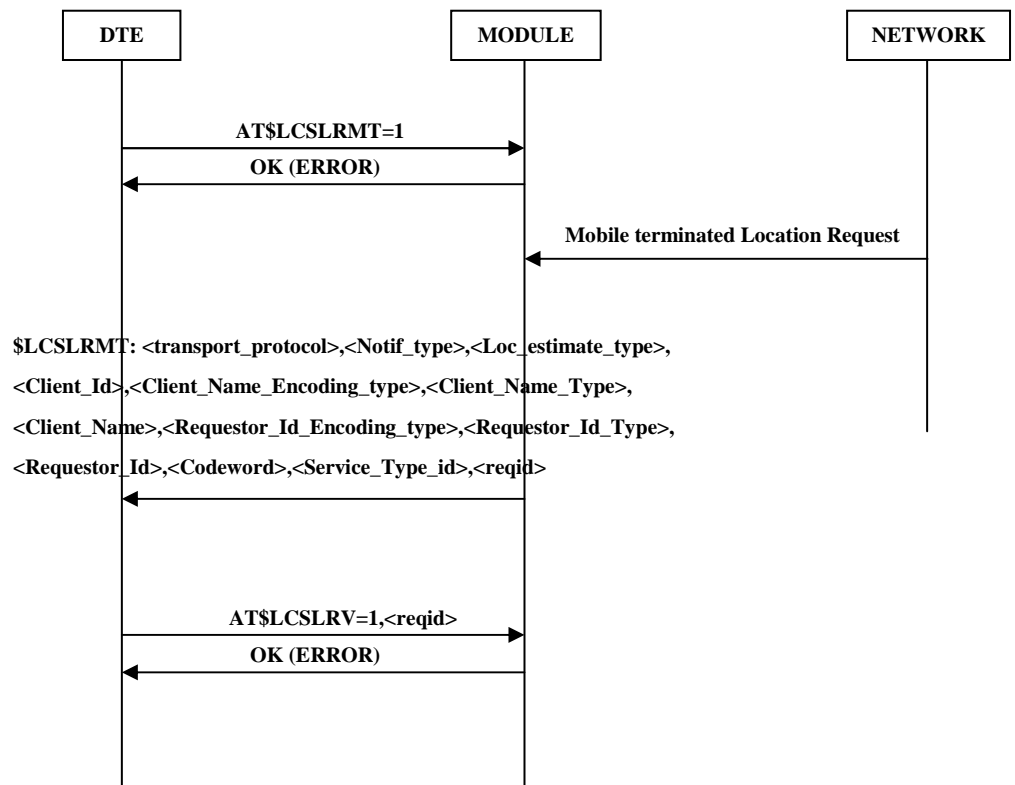 DTE
MODULE
NETWORK
AT$LCSLRMT=1
OK (ERROR)
Mobile terminated Location Request
$LCSLRMT: <transport_protocol>,<Notif_type>,<Loc_estimate_type>,
<Client_Id>,<Client_Name_Encoding_type>,<Client_Name_Type>,
<Client_Name>,<Requestor_Id_Encoding_type>,<Requestor_Id_Type>,
<Requestor_Id>,<Codeword>,<Service_Type_id>,<reqid>
AT$LCSLRV=1,<reqid>
OK (ERROR)